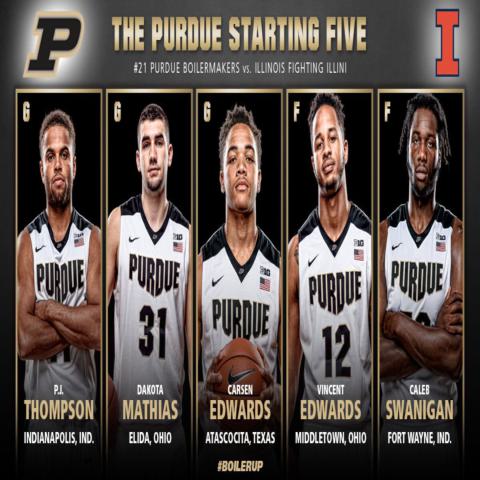 P
THE PURDUE STARTING FIVE
I
#21 PURDUE BOILERMAKERS vs. ILLINOIS FIGHTING ILLINI
G
G
G
F
F
PURDUE
PURDUE
31
PURDUE
PURDUE
12
PURDUE
P.J.
THOMPSON
INDIANAPOLIS, IND.
DAKOTA
MATHIAS
ELIDA, OHIO
CARSEN
EDWARDS
ATASCOCITA, TEXAS
VINCENT
EDWARDS
MIDDLETOWN, OHIO
CALEB
SWANIGAN
FORT WAYNE, IND.
#BOILERUP